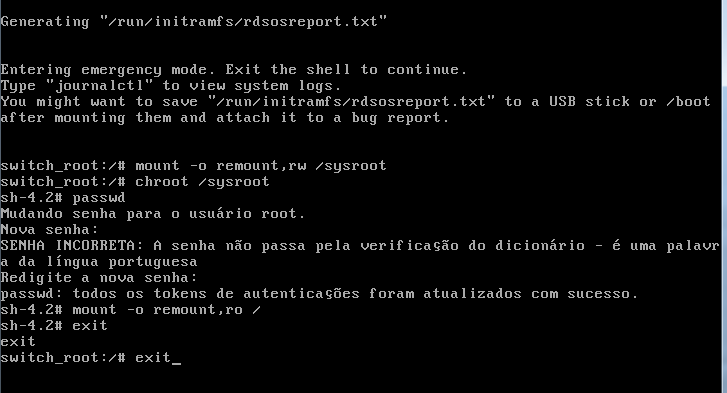 Generating "/run/initramfs/rdsosreport.txt"
Entering emergency mode. Exit the shell to continue.
Type "journalctl" to view system logs.
You might want to save "/run/initramfs/rdsosreport.txt" to a USB stick or /boot
after mounting them and attach it to a bug report.
switch_root:/# mount -o remount,rw /sysroot
switch_root:/# chroot /sysroot
sh-4.2# passwd
Mudando senha para o usuário root.
Nova senha:
SENHA INCORRETA: A senha não passa pela verificação do dicionário - é uma palavr
a da língua portuguesa
Redigite a nova senha:
passwd: todos os tokens de autenticações foram atualizados com sucesso.
sh-4.2# mount -o remount,ro /
sh-4.2# exit
exit
switch_root:/# exit_